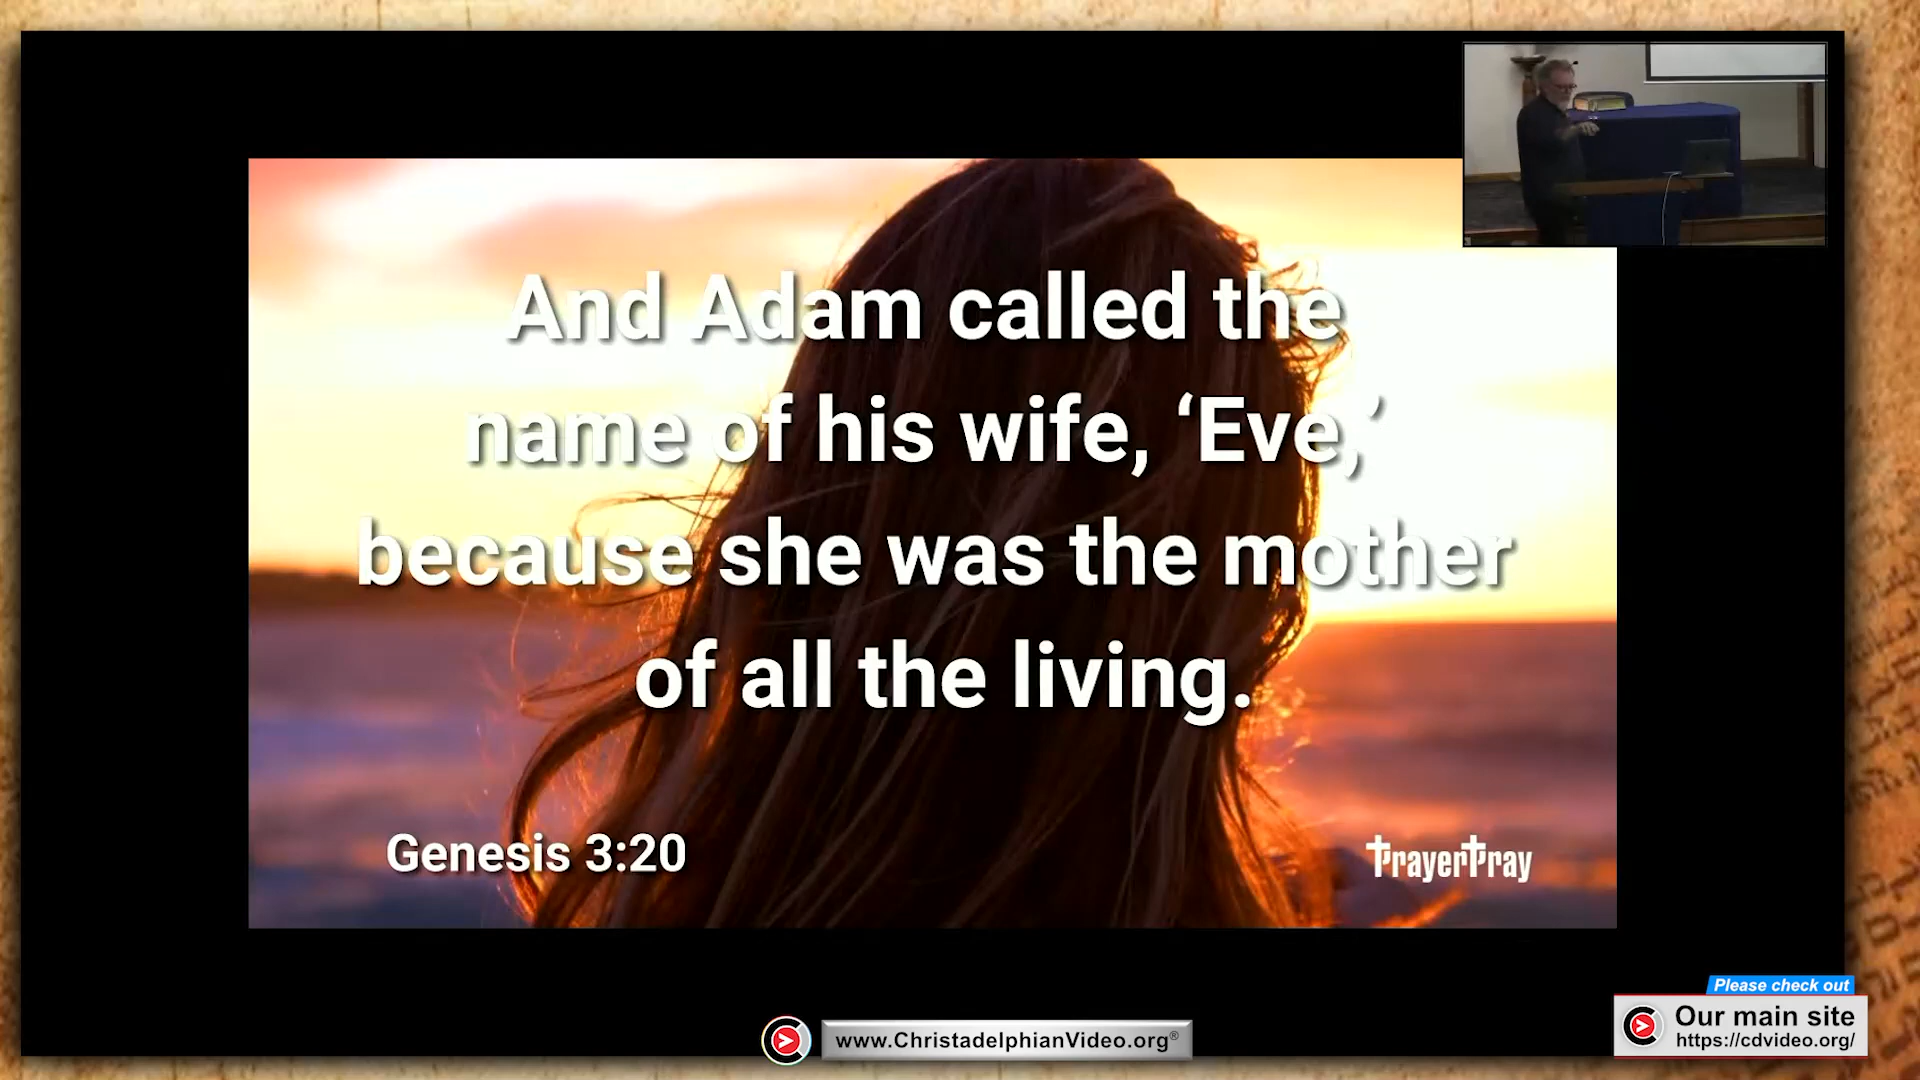 And Adam called the
name of his wife, ‘Eve,’
because she was the mother
of all the living.
Genesis 3:20
PrayerPray
www.ChristadelphianVideo.org®
Please check out
Our main site
https://cdvideo.org/